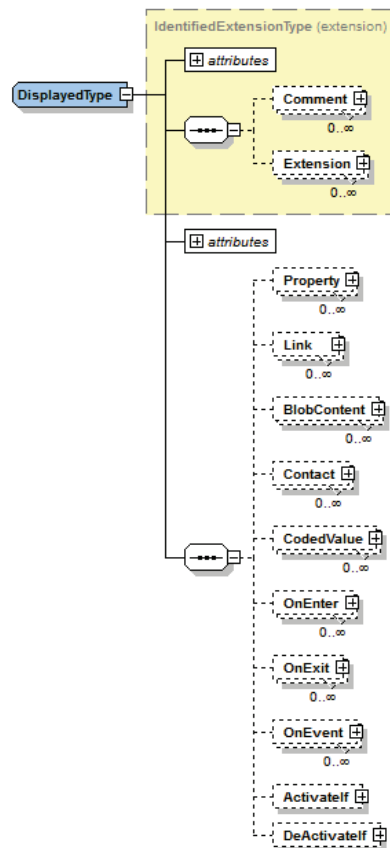 IdentifiedExtensionType (extension)
attributes
DisplayedType
Comment
0..∞
Extension
0..∞
attributes
Property
0..∞
Link
0..∞
BlobContent
0..∞
Contact
0..∞
CodedValue
0..∞
OnEnter
0..∞
OnExit
0..∞
OnEvent
0..∞
ActivateIf
DeActivateIf